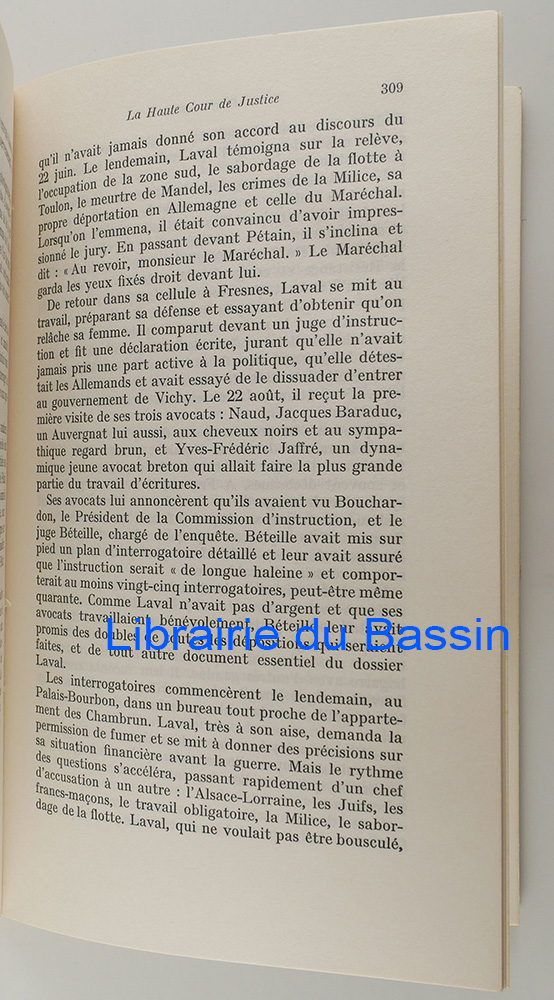 La Haute Cour de Justice 309
qu'il n'avait jamais donné son accord au discours du
22 juin. Le lendemain, Laval témoigna sur la relève,
l'occupation de la zone sud, le sabordage de la flotte à
Toulon, le meurtre de Mandel, les crimes de la Milice, sa
propre déportation en Allemagne et celle du Maréchal.
Lorsqu'on l'emmena, il était convaincu d'avoir impres-
sionné le jury. En passant devant Pétain, il s'inclina et
dit : « Au revoir, monsieur le Maréchal. » Le Maréchal
garda les yeux fixés droit devant lui.
De retour dans sa cellule à Fresnes, Laval se mit au
travail, préparant sa défense et essayant d'obtenir qu'on
relâche sa femme. Il comparut devant un juge d'instruc-
tion et fit une déclaration écrite, jurant qu'elle n'avait
jamais pris une part active à la politique, qu'elle détes-
tait les Allemands et avait essayé de le dissuader d'entrer
au gouvernement de Vichy. Le 22 août, il reçut la pre-
mière visite de ses trois avocats : Naud, Jacques Baraduc,
un Auvergnat lui aussi, aux cheveux noirs et au sympa-
thique regard brun, et Yves-Frédéric Jaffré, un dyna-
mique jeune avocat breton qui allait faire la plus grande
partie du travail d'écritures.
Ses avocats lui annoncèrent qu'ils avaient vu Bouchar-
don, le Président de la Commission d'instruction, et le
juge Béteille, chargé de l'enquête. Béteille avait mis sur
pied un plan d'interrogatoire détaillé et leur avait assuré
que l'instruction serait « de longue haleine » et compor-
terait au moins vingt-cinq interrogatoires, peut-être même
quarante. Comme Laval n'avait pas d'argent et que ses
avocats travaillaient bénévolement, Béteille leur avait
promis des doubles de toutes les dépositions qui seraient
Librairie du Bassin
faites, et de tout autre document essentiel du dossier
Laval.
Les interrogatoires commencèrent le lendemain, au
Palais-Bourbon, dans un bureau tout proche de l'apparte-
ment des Chambrun. Laval, très à son aise, demanda la
permission de fumer et se mit à donner des précisions sur
sa situation financière avant la guerre. Mais le rythme
des questions s'accéléra, passant rapidement d'un chef
d'accusation à un autre : l'Alsace-Lorraine, les Juifs, les
francs-maçons, le travail obligatoire, la Milice, le sabor-
dage de la flotte. Laval, qui ne voulait pas être bousculé,